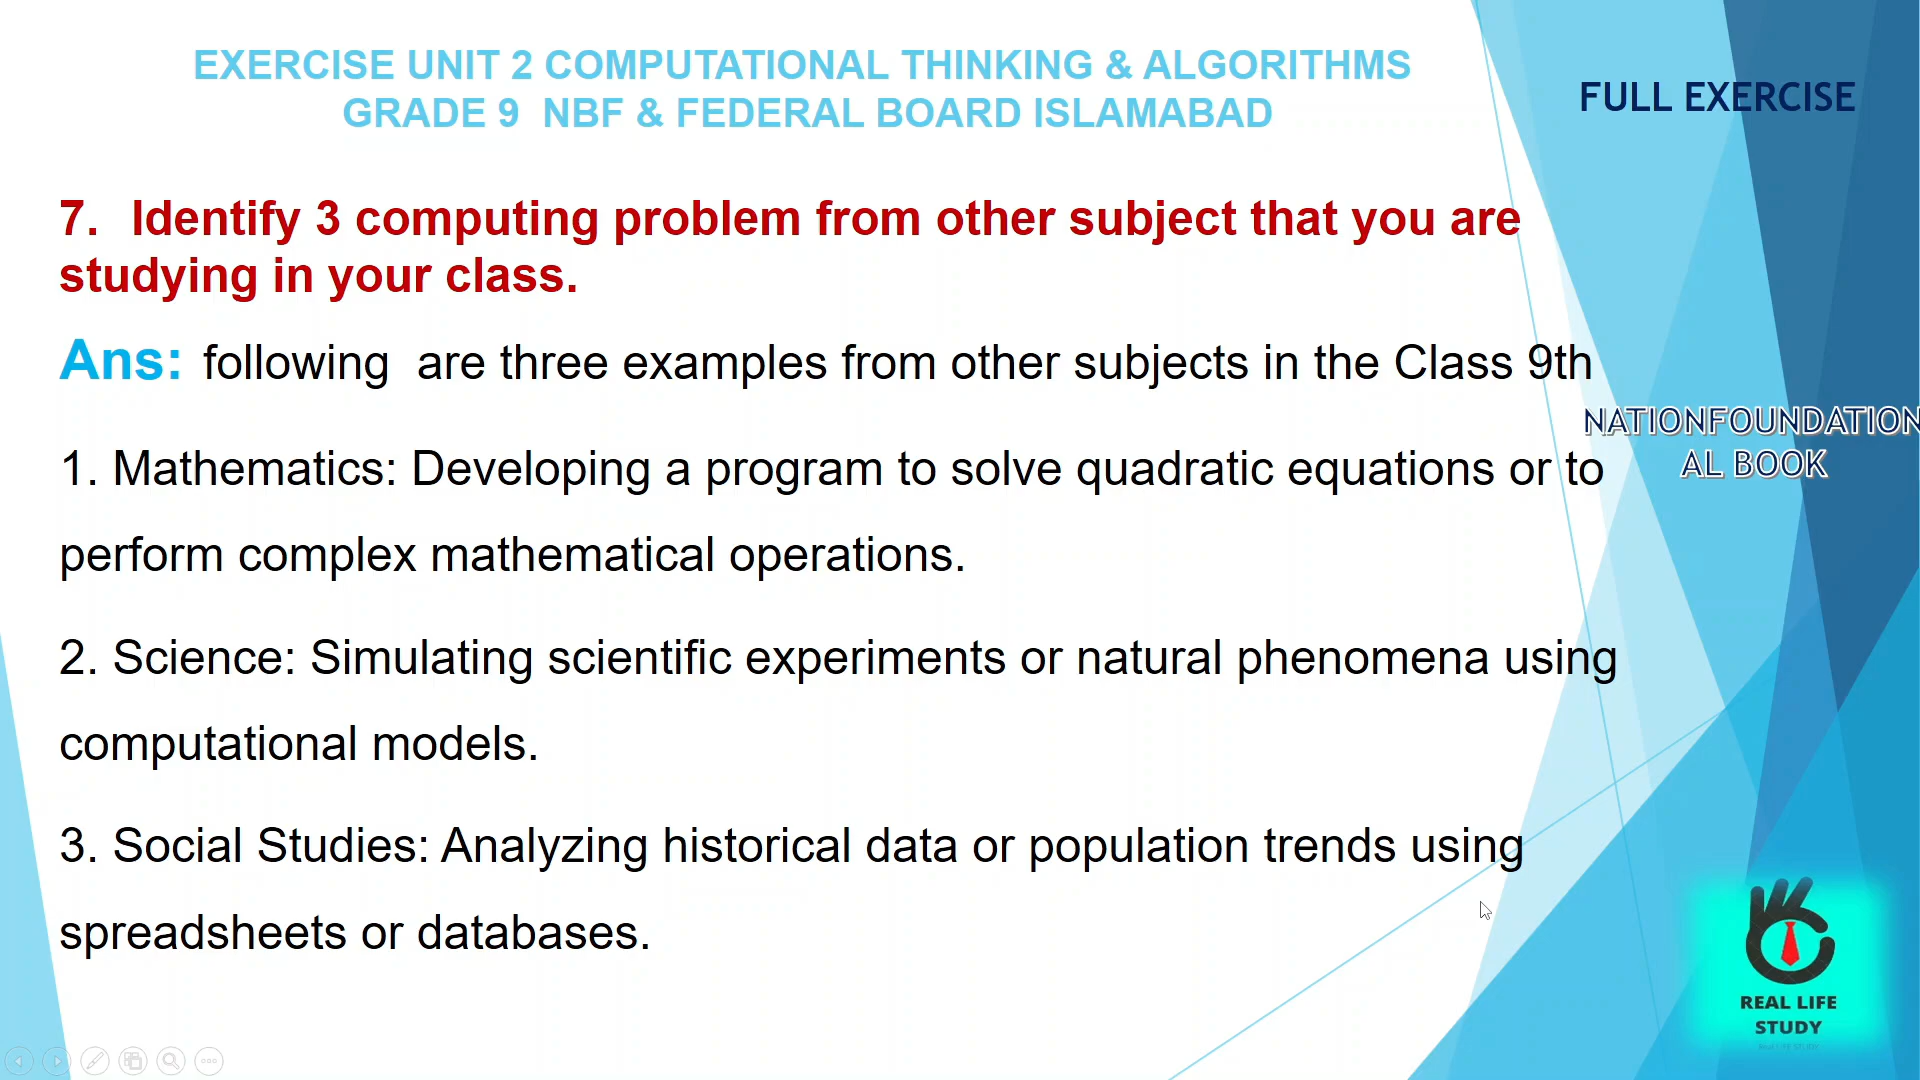 EXERCISE UNIT 2 COMPUTATIONAL THINKING & ALGORITHMS
GRADE 9 NBF & FEDERAL BOARD ISLAMABAD
FULL EXERCISE
7. Identify 3 computing problem from other subject that you are
studying in your class.
Ans: following are three examples from other subjects in the Class 9th
NATIONFOUNDATION
AL BOOK
1. Mathematics: Developing a program to solve quadratic equations or to
perform complex mathematical operations.
2. Science: Simulating scientific experiments or natural phenomena using
computational models.
3. Social Studies: Analyzing historical data or population trends using
spreadsheets or databases.
REAL LIFE
STUDY
Real LIFE STUDY